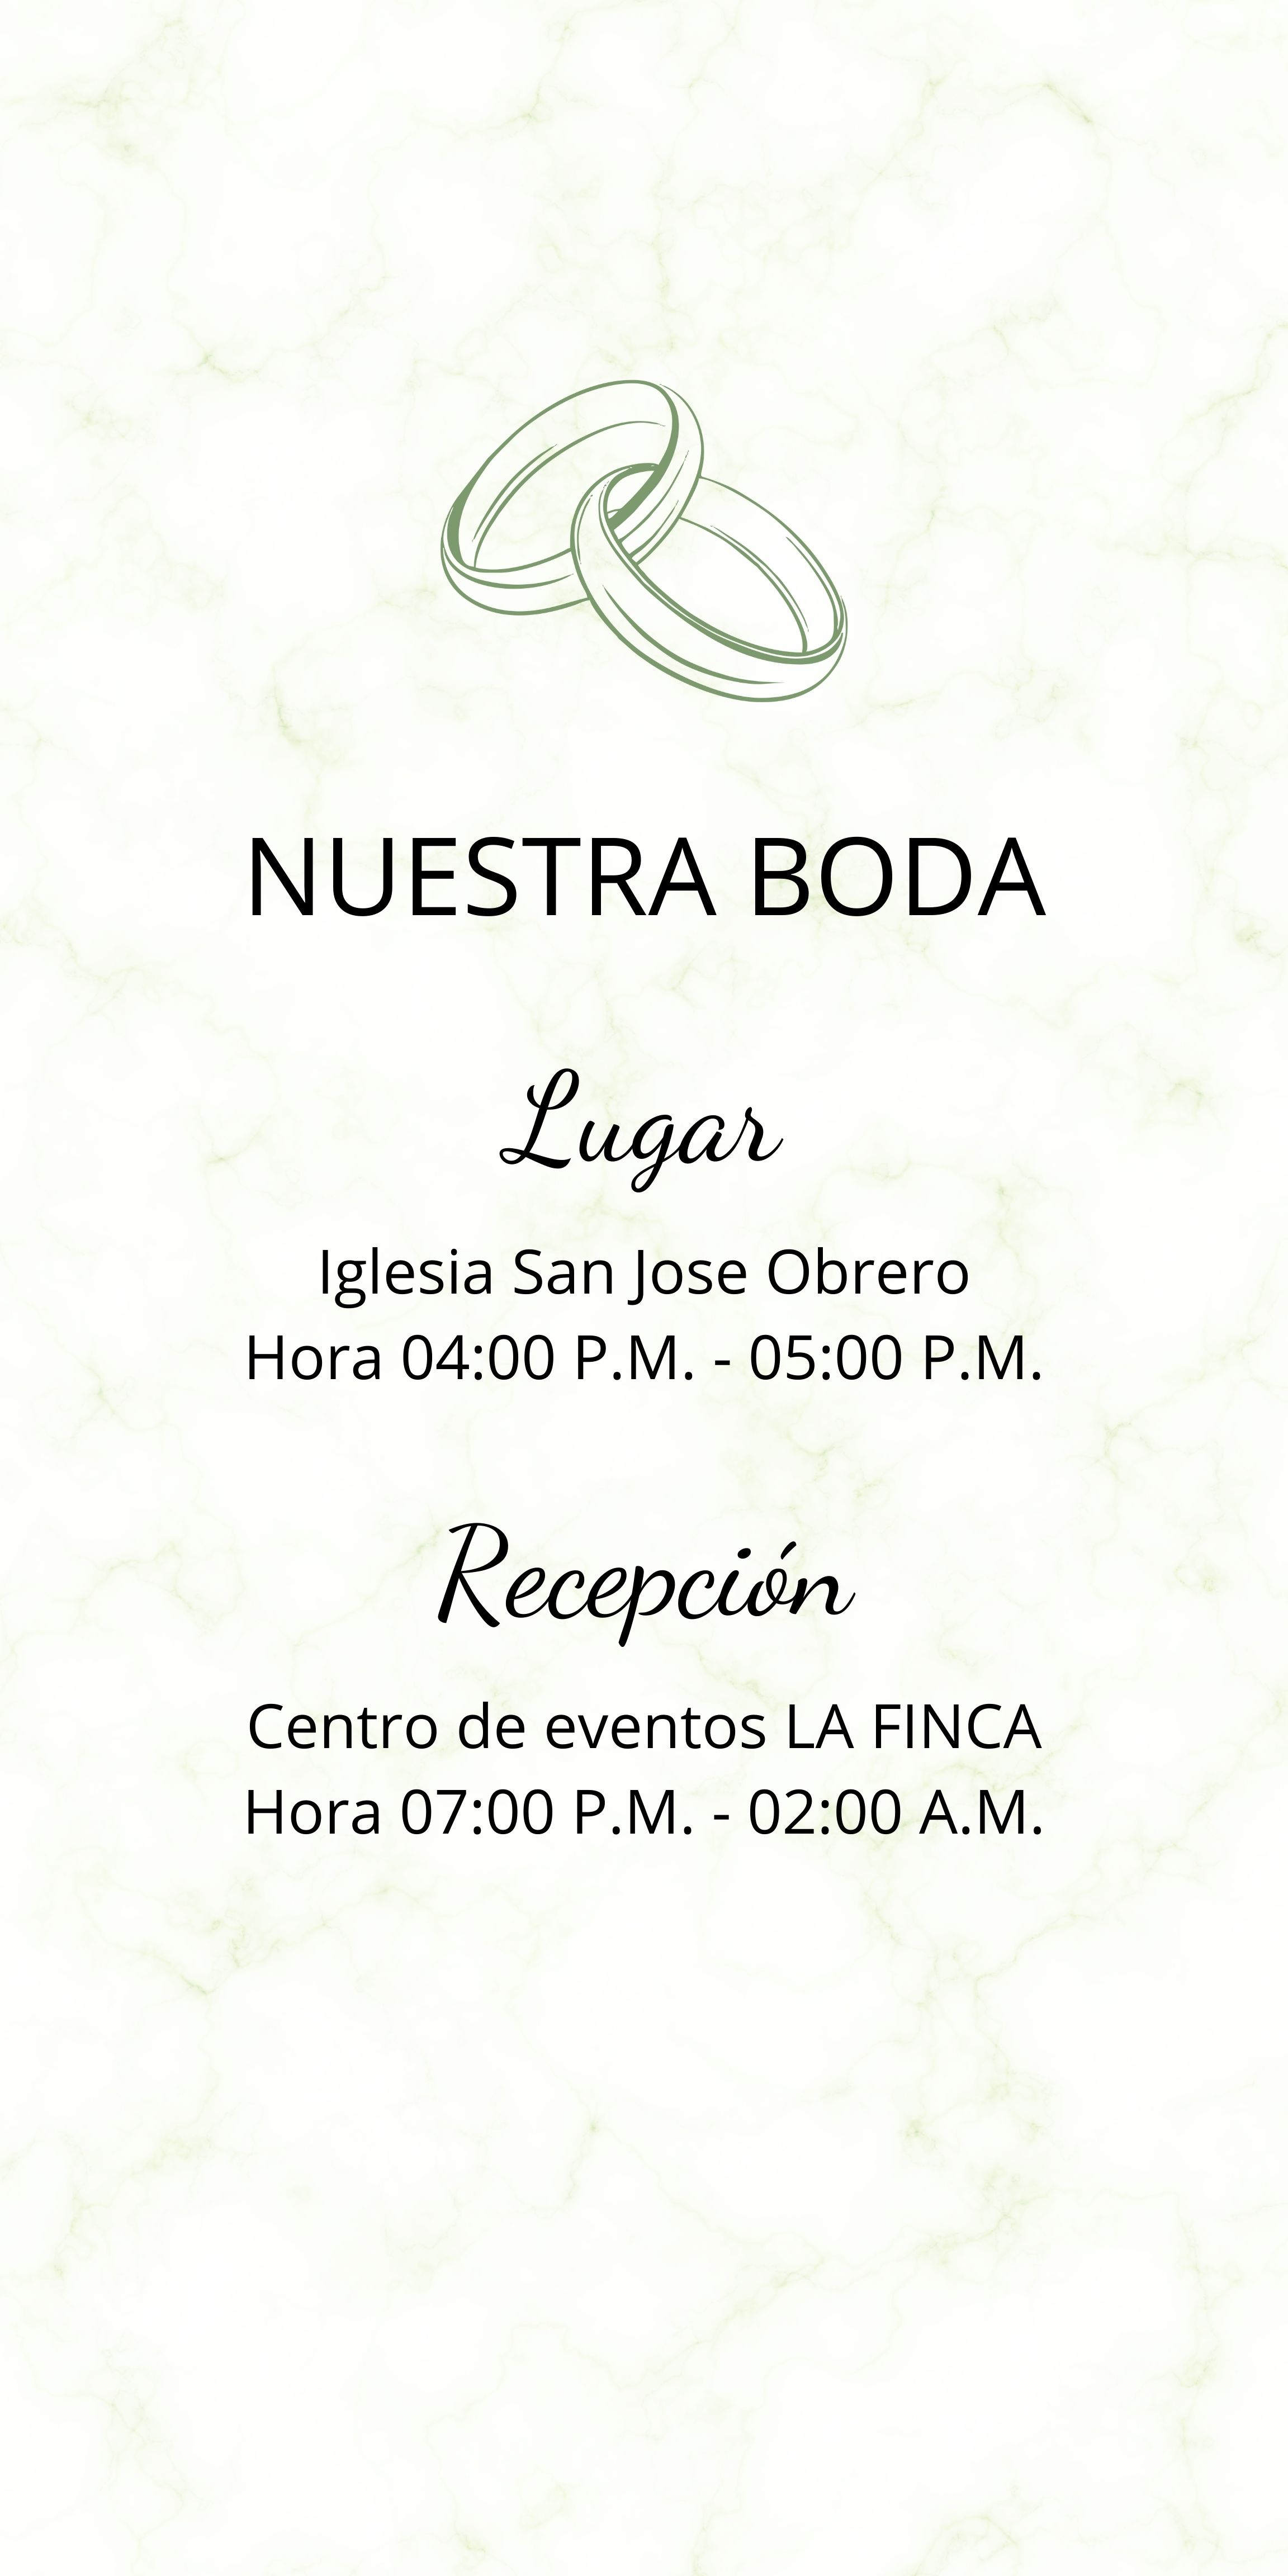 NUESTRA BODA
Lugar
Iglesia San Jose Obrero
Hora 04:00 P.M. - 05:00 P.M.
Recepción
Centro de eventos LA FINCA
Hora 07:00 P.M. - 02:00 A.M.